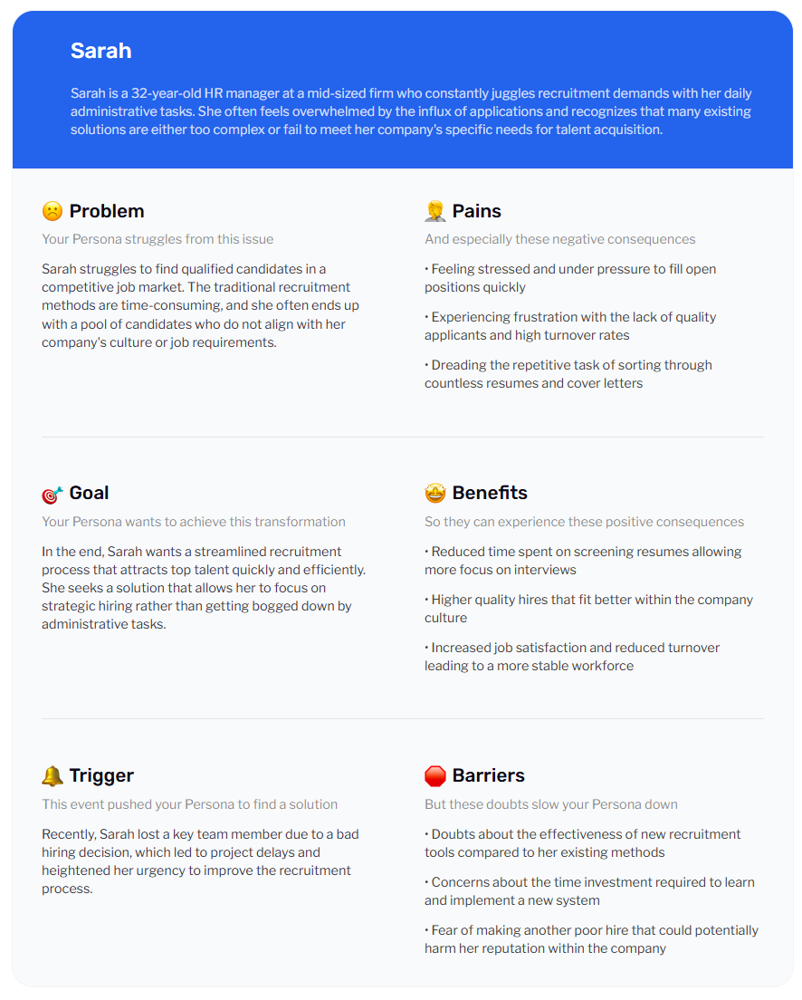 Sarah
Sarah is a 32-year-old HR manager at a mid-sized firm who constantly juggles recruitment demands with her daily
administrative tasks. She often feels overwhelmed by the influx of applications and recognizes that many existing
solutions are either too complex or fail to meet her company's specific needs for talent acquisition.
Problem
Your Persona struggles from this issue
Sarah struggles to find qualified candidates in a
competitive job market. The traditional recruitment
methods are time-consuming, and she often ends up
with a pool of candidates who do not align with her
company's culture or job requirements.
Pains
And especially these negative consequences
• Feeling stressed and under pressure to fill open
positions quickly
• Experiencing frustration with the lack of quality
applicants and high turnover rates
• Dreading the repetitive task of sorting through
countless resumes and cover letters
Goal
Your Persona wants to achieve this transformation
In the end, Sarah wants a streamlined recruitment
process that attracts top talent quickly and efficiently.
She seeks a solution that allows her to focus on
strategic hiring rather than getting bogged down by
administrative tasks.
Benefits
So they can experience these positive consequences
• Reduced time spent on screening resumes allowing
more focus on interviews
• Higher quality hires that fit better within the company
culture
• Increased job satisfaction and reduced turnover
leading to a more stable workforce
Trigger
This event pushed your Persona to find a solution
Recently, Sarah lost a key team member due to a bad
hiring decision, which led to project delays and
heightened her urgency to improve the recruitment
process.
Barriers
But these doubts slow your Persona down
• Doubts about the effectiveness of new recruitment
tools compared to her existing methods
• Concerns about the time investment required to learn
and implement a new system
• Fear of making another poor hire that could potentially
harm her reputation within the company